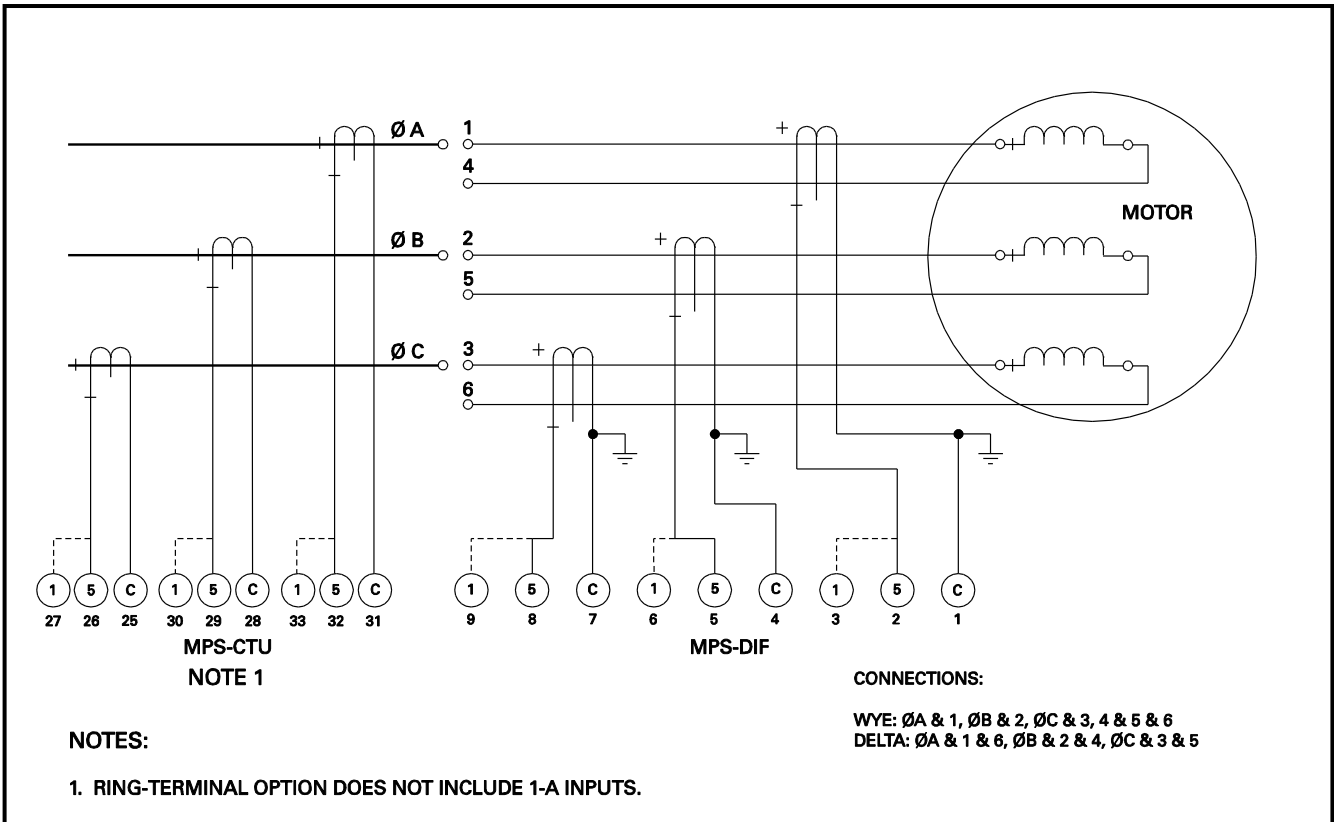 ØA 1
4
MOTOR
ØB 2
5
ØC 3
6
1 5 C 1 5 C 1 5 C 1 5 C 1 5 C 1 5 C
27 26 25 30 29 28 33 32 31 9 8 7 6 5 4 3 2 1
MPS-CTU MPS-DIF
NOTE 1
CONNECTIONS:
WYE: ØA & 1, ØB & 2, ØC & 3, 4 & 5 & 6
DELTA: ØA & 1 & 6, ØB & 2 & 4, ØC & 3 & 5
NOTES:
1. RING-TERMINAL OPTION DOES NOT INCLUDE 1-A INPUTS.